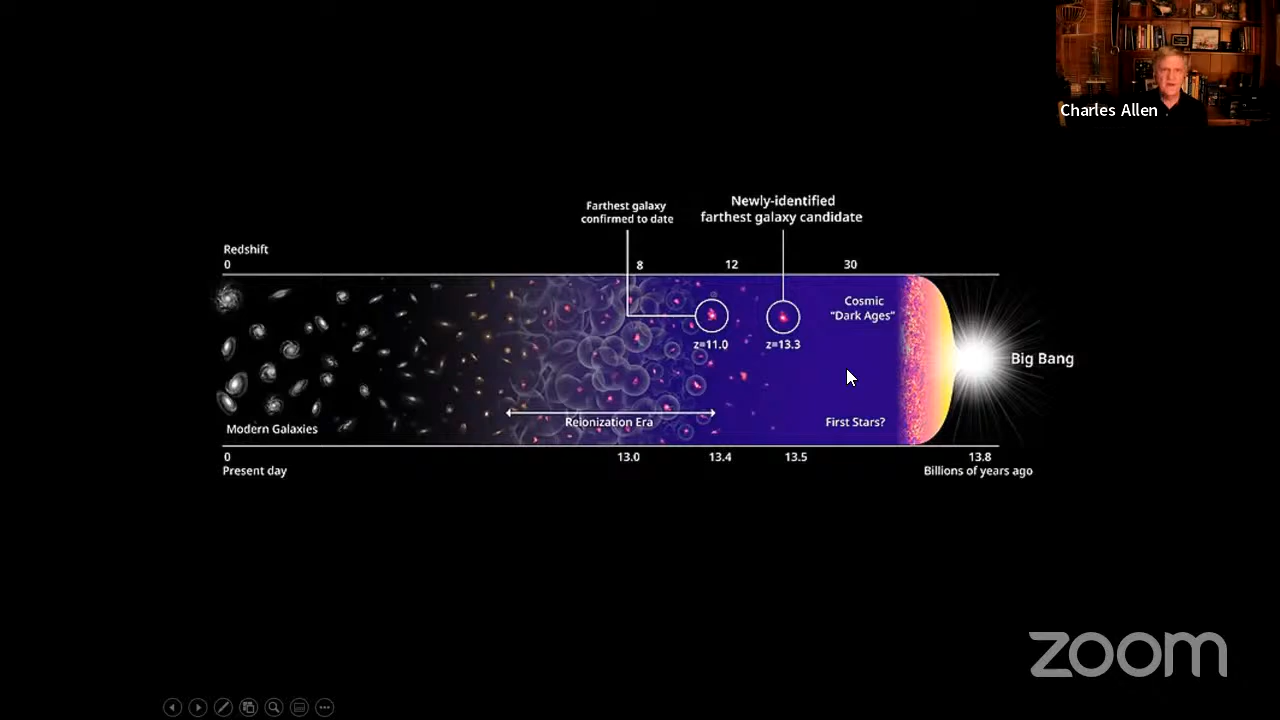 Charles Allen
Farthest galaxy
confirmed to date
Newly-identified
farthest galaxy candidate
Redshift
0
8
12
30
Cosmic
"Dark Ages"
z=11.0
z=13.3
Big Bang
Reionization Era
First Stars?
Modern Galaxies
0
13.0
13.4
13.5
13.8
Present day
Billions of years ago
zoom